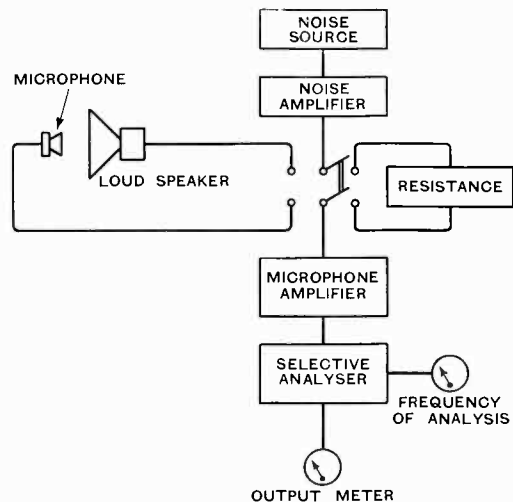 NOISE
SOURCE
NOISE
AMPLIFIER
MICROPHONE
LOUD SPEAKER
RESISTANCE
MICROPHONE
AMPLIFIER
SELECTIVE
ANALYSER
FREQUENCY
OF ANALYSIS
OUTPUT METER